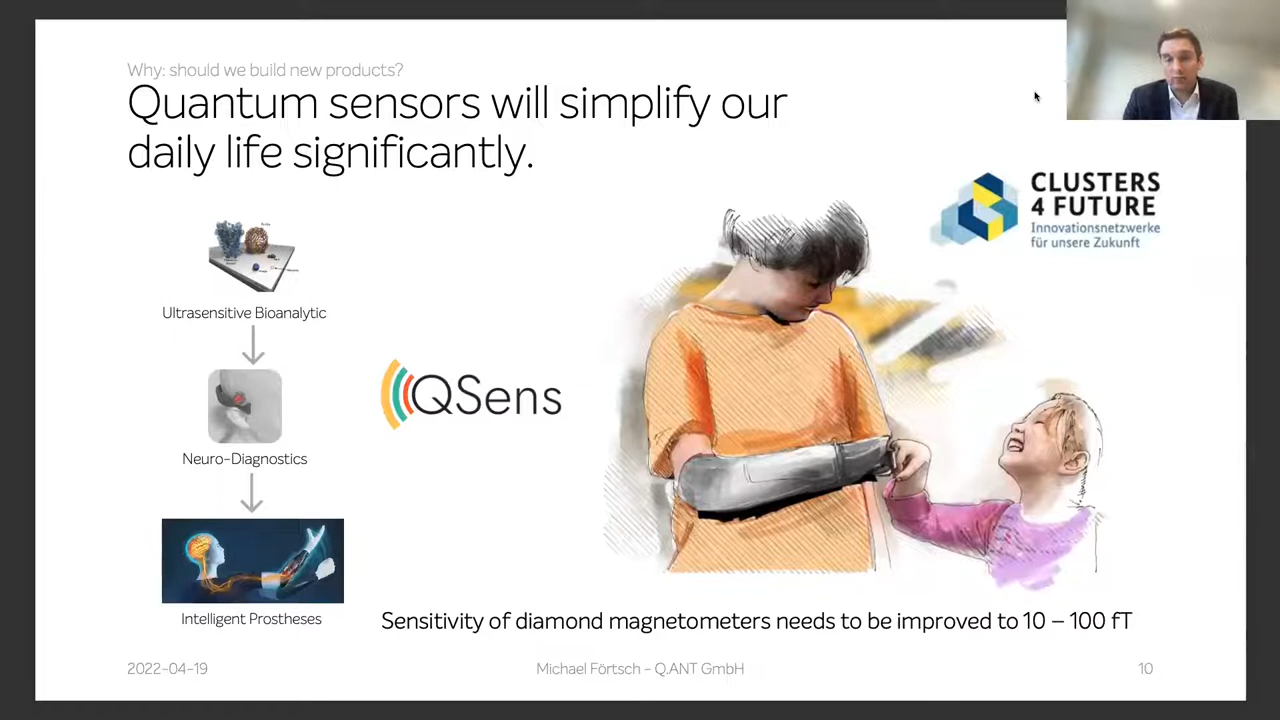 Why: should we build new products?
Quantum sensors will simplify our
daily life significantly.
CLUSTERS
4 FUTURE
Innovationsnetzwerke
für unsere Zukunft
Ultrasensitive Bioanalytic
QSens
Neuro-Diagnostics
Intelligent Prostheses
Sensitivity of diamond magnetometers needs to be improved to 10 – 100 fT
2022-04-19
Michael Förtsch – Q.ANT GmbH
10